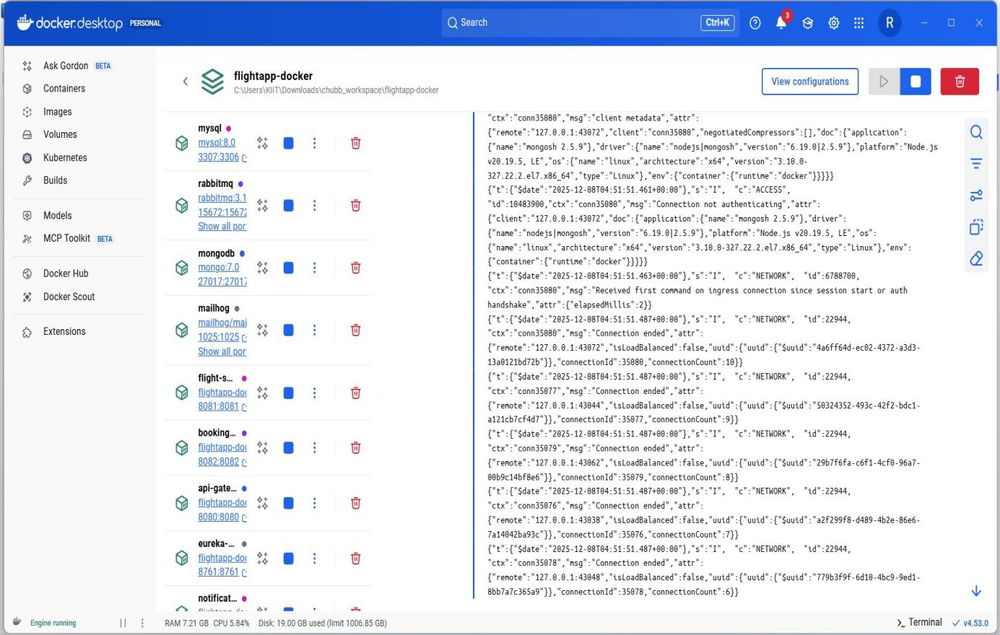 docker.desktop PERSONAL
Search
Ctrl+K
3
R
Ask Gordon BETA
Containers
Images
Volumes
Kubernetes
Builds
Models
MCP Toolkit BETA
Docker Hub
Docker Scout
Extensions
flightapp-docker
C:\Users\KIIT\Downloads\chubb_workspace\flightapp-docker
View configurations
mysql
mysql:8.0
3307:3306
rabbitmq
rabbitmq:3.1
15672:15672
Show all por
mongodb
mongo:7.0
27017:27017
mailhog
mailhog/mai
1025:1025
Show all por
flight-s...
flightapp-doc
8081:8081
booking...
flightapp-doc
8082:8082
api-gate...
flightapp-doc
8080:8080
eureka-...
flightapp-doc
8761:8761
notificat...
"ctx":"conn35080","msg":"client metadata","attr":
{"remote":"127.0.0.1:43072","client":"conn35080","negotiatedCompressors":[],"doc":{"application":
{"name":"mongosh 2.5.9"},"driver":{"name":"nodejs|mongosh","version":"6.19.0|2.5.9"},"platform":"Node.js
v20.19.5, LE","os":{"name":"linux","architecture":"x64","version":"3.10.0-
327.22.2.el7.x86_64","type":"Linux"},"env":{"container":{"runtime":"docker"}}}}}
{"t":{"$date":"2025-12-08T04:51:51.461+00:00"},"s":"I", "c":"ACCESS",
"id":10483900,"ctx":"conn35080","msg":"Connection not authenticating","attr":
{"client":"127.0.0.1:43072","doc":{"application":{"name":"mongosh 2.5.9"},"driver":
{"name":"nodejs|mongosh","version":"6.19.0|2.5.9"},"platform":"Node.js v20.19.5, LE","os":
{"name":"linux","architecture":"x64","version":"3.10.0-327.22.2.el7.x86_64","type":"Linux"},"env":
{"container":{"runtime":"docker"}}}}}
{"t":{"$date":"2025-12-08T04:51:51.463+00:00"},"s":"I", "c":"NETWORK", "id":6788700,
"ctx":"conn35080","msg":"Received first command on ingress connection since session start or auth
handshake","attr":{"elapsedMillis":2}}
{"t":{"$date":"2025-12-08T04:51:51.487+00:00"},"s":"I", "c":"NETWORK", "id":22944,
"ctx":"conn35080","msg":"Connection ended","attr":
{"remote":"127.0.0.1:43072","isLoadBalanced":false,"uuid":{"uuid":{"$uuid":"4a6ff64d-ec02-4372-a3d3-
13a0121bd72b"}},"connectionId":35080,"connectionCount":10}}
{"t":{"$date":"2025-12-08T04:51:51.487+00:00"},"s":"I", "c":"NETWORK", "id":22944,
"ctx":"conn35077","msg":"Connection ended","attr":
{"remote":"127.0.0.1:43044","isLoadBalanced":false,"uuid":{"uuid":{"$uuid":"50324352-493c-42f2-bdc1-
a121cb7cf4d7"}},"connectionId":35077,"connectionCount":9}}
{"t":{"$date":"2025-12-08T04:51:51.487+00:00"},"s":"I", "c":"NETWORK", "id":22944,
"ctx":"conn35079","msg":"Connection ended","attr":
{"remote":"127.0.0.1:43062","isLoadBalanced":false,"uuid":{"uuid":{"$uuid":"29b7f6fa-c6f1-4cf0-96a7-
00b9c14bf8e6"}},"connectionId":35079,"connectionCount":8}}
{"t":{"$date":"2025-12-08T04:51:51.487+00:00"},"s":"I", "c":"NETWORK", "id":22944,
"ctx":"conn35076","msg":"Connection ended","attr":
{"remote":"127.0.0.1:43038","isLoadBalanced":false,"uuid":{"uuid":{"$uuid":"a2f299f8-d489-4b2e-86e6-
7a14042ba93c"}},"connectionId":35076,"connectionCount":7}}
{"t":{"$date":"2025-12-08T04:51:51.487+00:00"},"s":"I", "c":"NETWORK", "id":22944,
"ctx":"conn35078","msg":"Connection ended","attr":
{"remote":"127.0.0.1:43048","isLoadBalanced":false,"uuid":{"uuid":{"$uuid":"779b3f9f-6d10-4bc9-9ed1-
8bb7a7c365a9"}},"connectionId":35078,"connectionCount":6}}
Engine running
RAM 7.21 GB CPU 5.84% Disk: 19.00 GB used (limit 1006.85 GB)
Terminal
v4.53.0